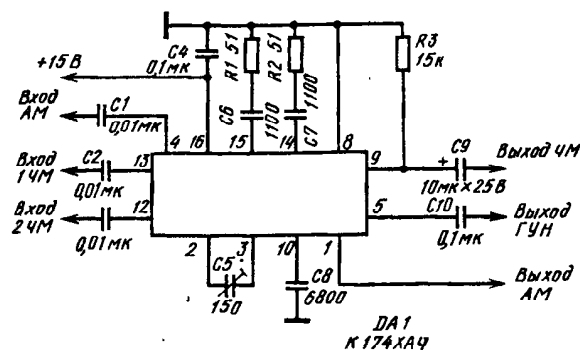 C4
0,1мк
R1 51
R2 51
R3
15к
+15В
Вход
АМ
C1
0,01мк
C6
1100
C7
1100
4
16
15
14
8
Вход
1ЧМ
C2
0,01мк
13
9
+
C9
10мк×25В
Выход ЧМ
Вход
2ЧМ
0,01мк
12
5
C10
0,1мк
Выход
ГУН
2
3
10
1
C5
150
C8
6800
Выход
АМ
DA1
К174ХА4